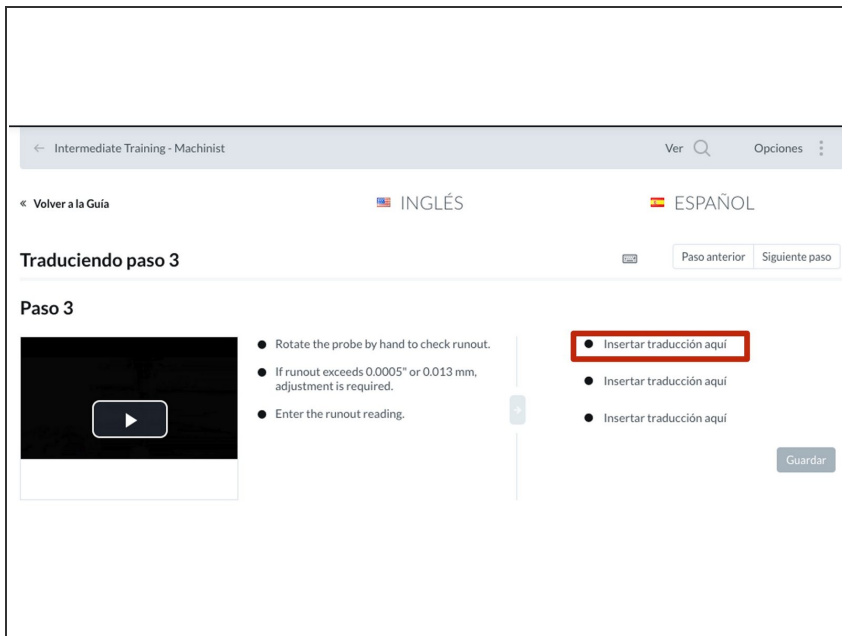 ← Intermediate Training - Machinist
Ver
Opciones
« Volver a la Guía
INGLÉS
ESPAÑOL
Traduciendo paso 3
Paso anterior
Siguiente paso
Paso 3
● Rotate the probe by hand to check runout.
● If runout exceeds 0.0005" or 0.013 mm,
adjustment is required.
● Enter the runout reading.
● Insertar traducción aquí
● Insertar traducción aquí
● Insertar traducción aquí
Guardar